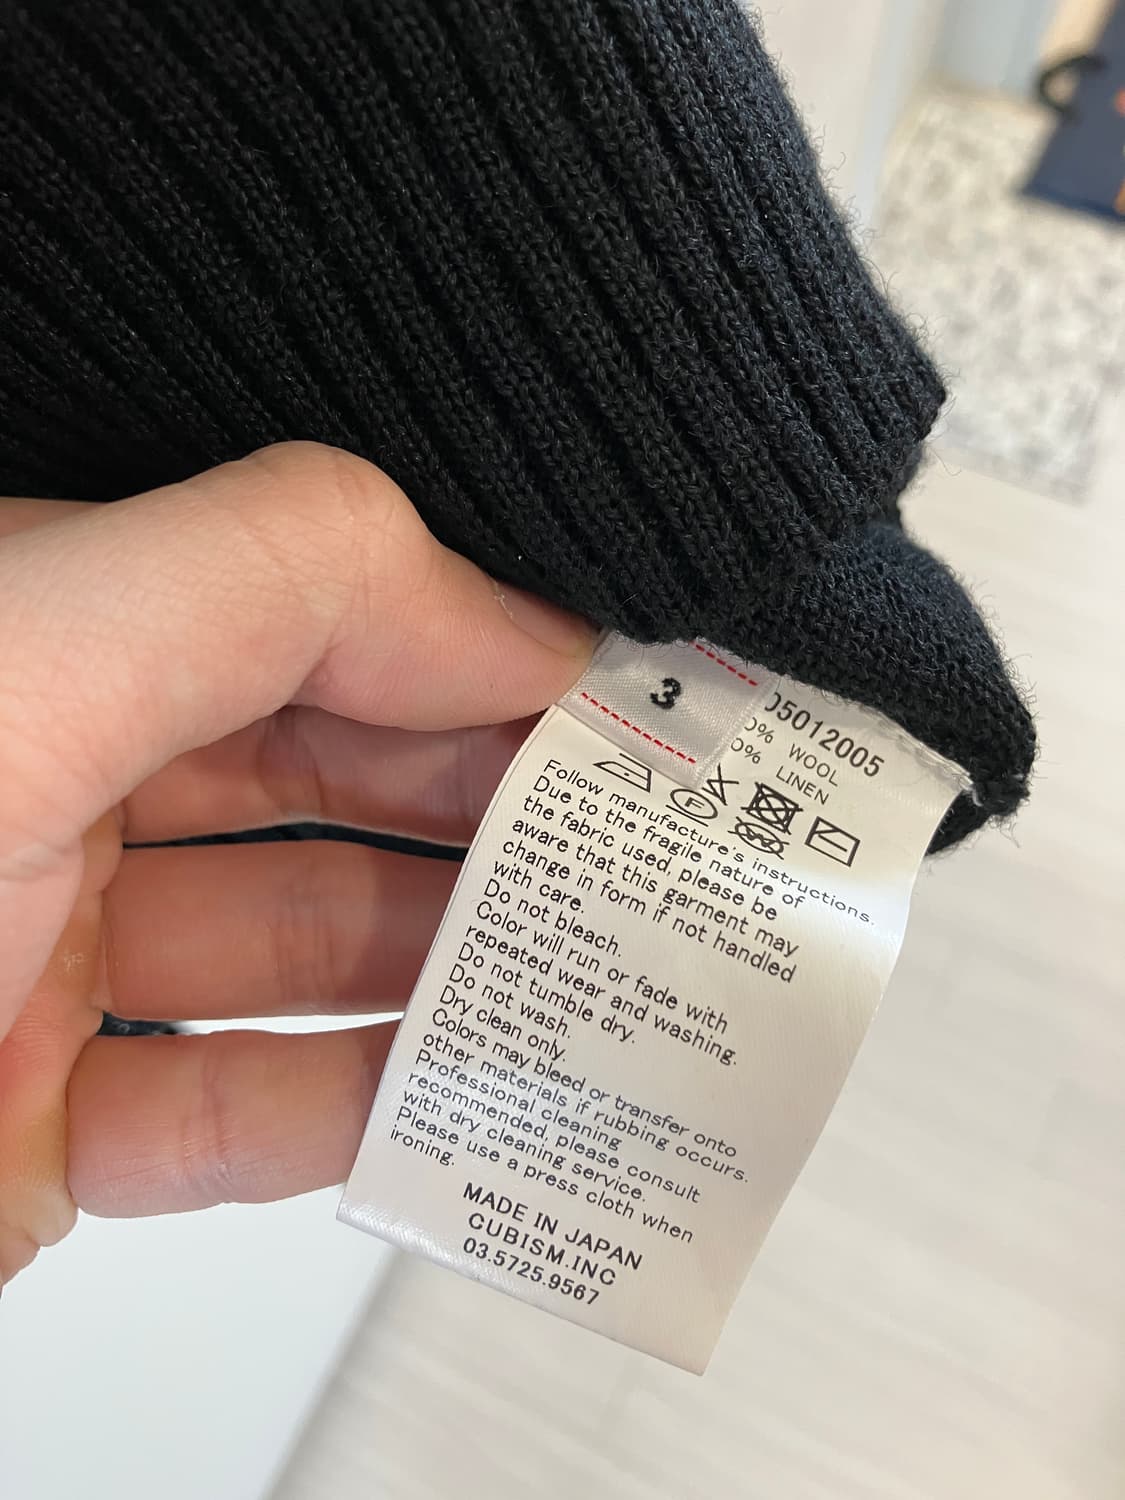 3
05012005
0% WOOL
0% LINEN
F
Follow manufacture's instructions.
Due to the fragile nature of
the fabric used, please be
aware that this garment may
change in form if not handled
with care.
Do not bleach.
Color will run or fade with
repeated wear and washing.
Do not tumble dry.
Do not wash.
Dry clean only.
Colors may bleed or transfer onto
other materials if rubbing occurs.
Professional cleaning
recommended, please consult
with dry cleaning service.
Please use a press cloth when
ironing.
MADE IN JAPAN
CUBISM.INC
03.5725.9567